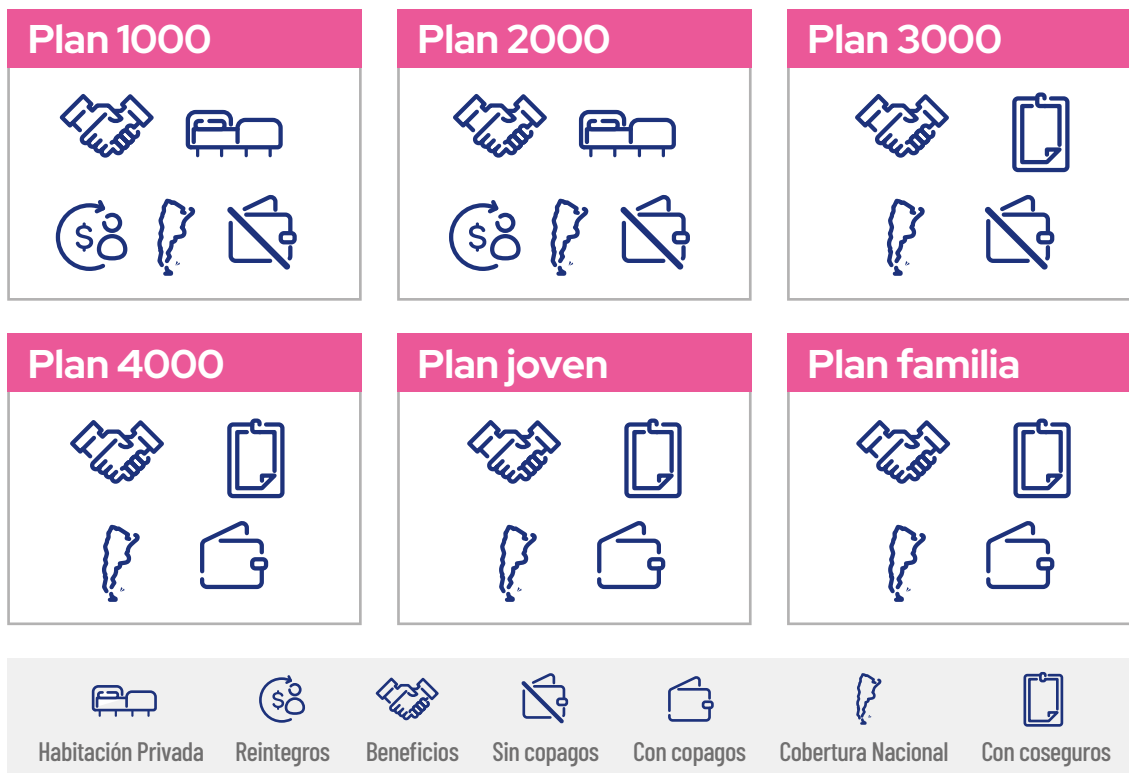 Plan 1000
Plan 2000
Plan 3000
$
$
Plan 4000
Plan joven
Plan familia
$
Habitación Privada
Reintegros
Beneficios
Sin copagos
Con copagos
Cobertura Nacional
Con coseguros